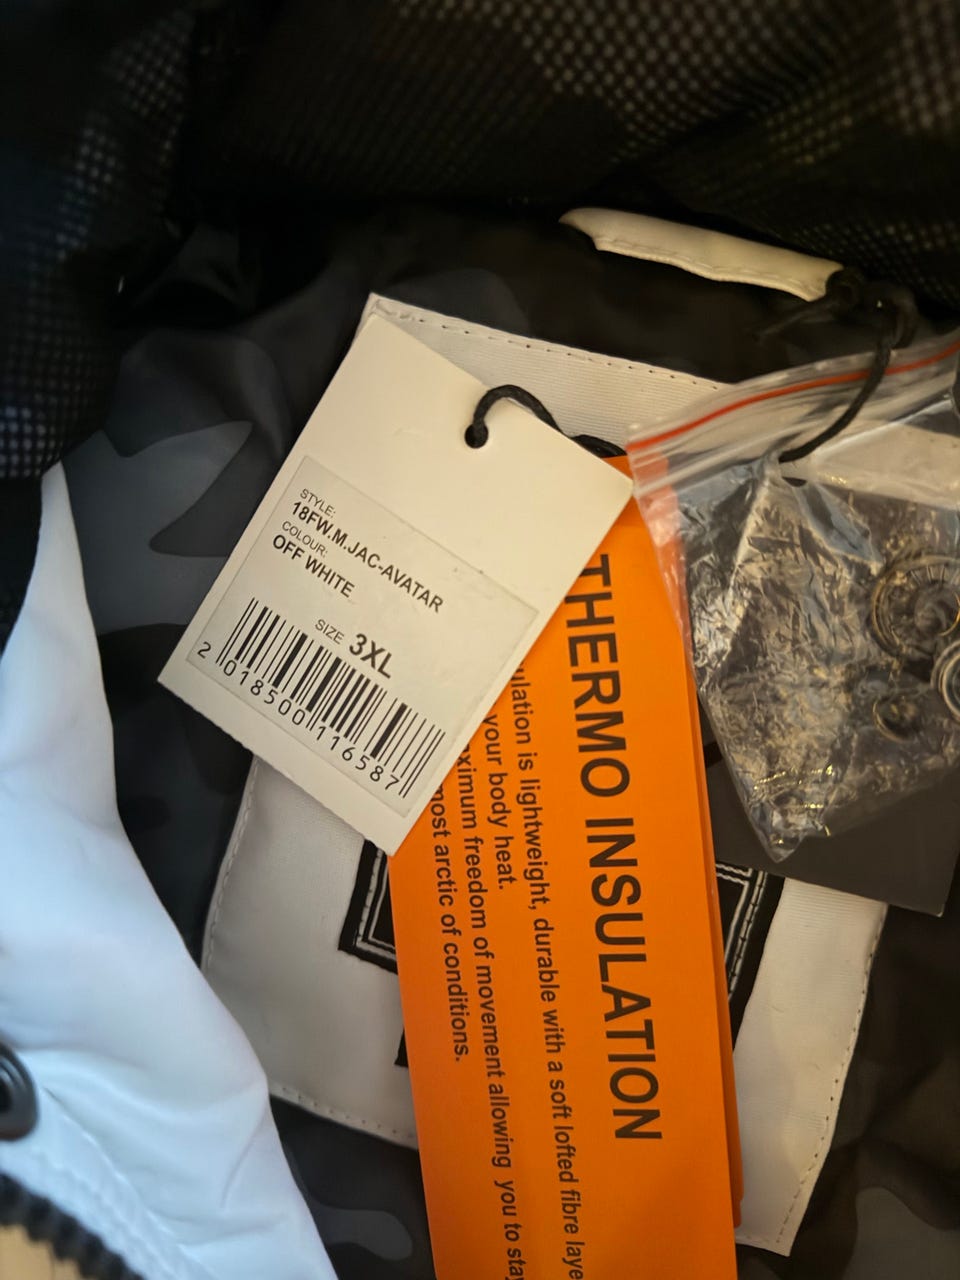 STYLE:
18FW.M.JAC-AVATAR
COLOUR:
OFF WHITE
SIZE 3XL
2 018500 116587
THERMO INSULATION
ulation is lightweight, durable with a soft lofted fibre laye
your body heat.
ximum freedom of movement allowing you to stay
most arctic of conditions.